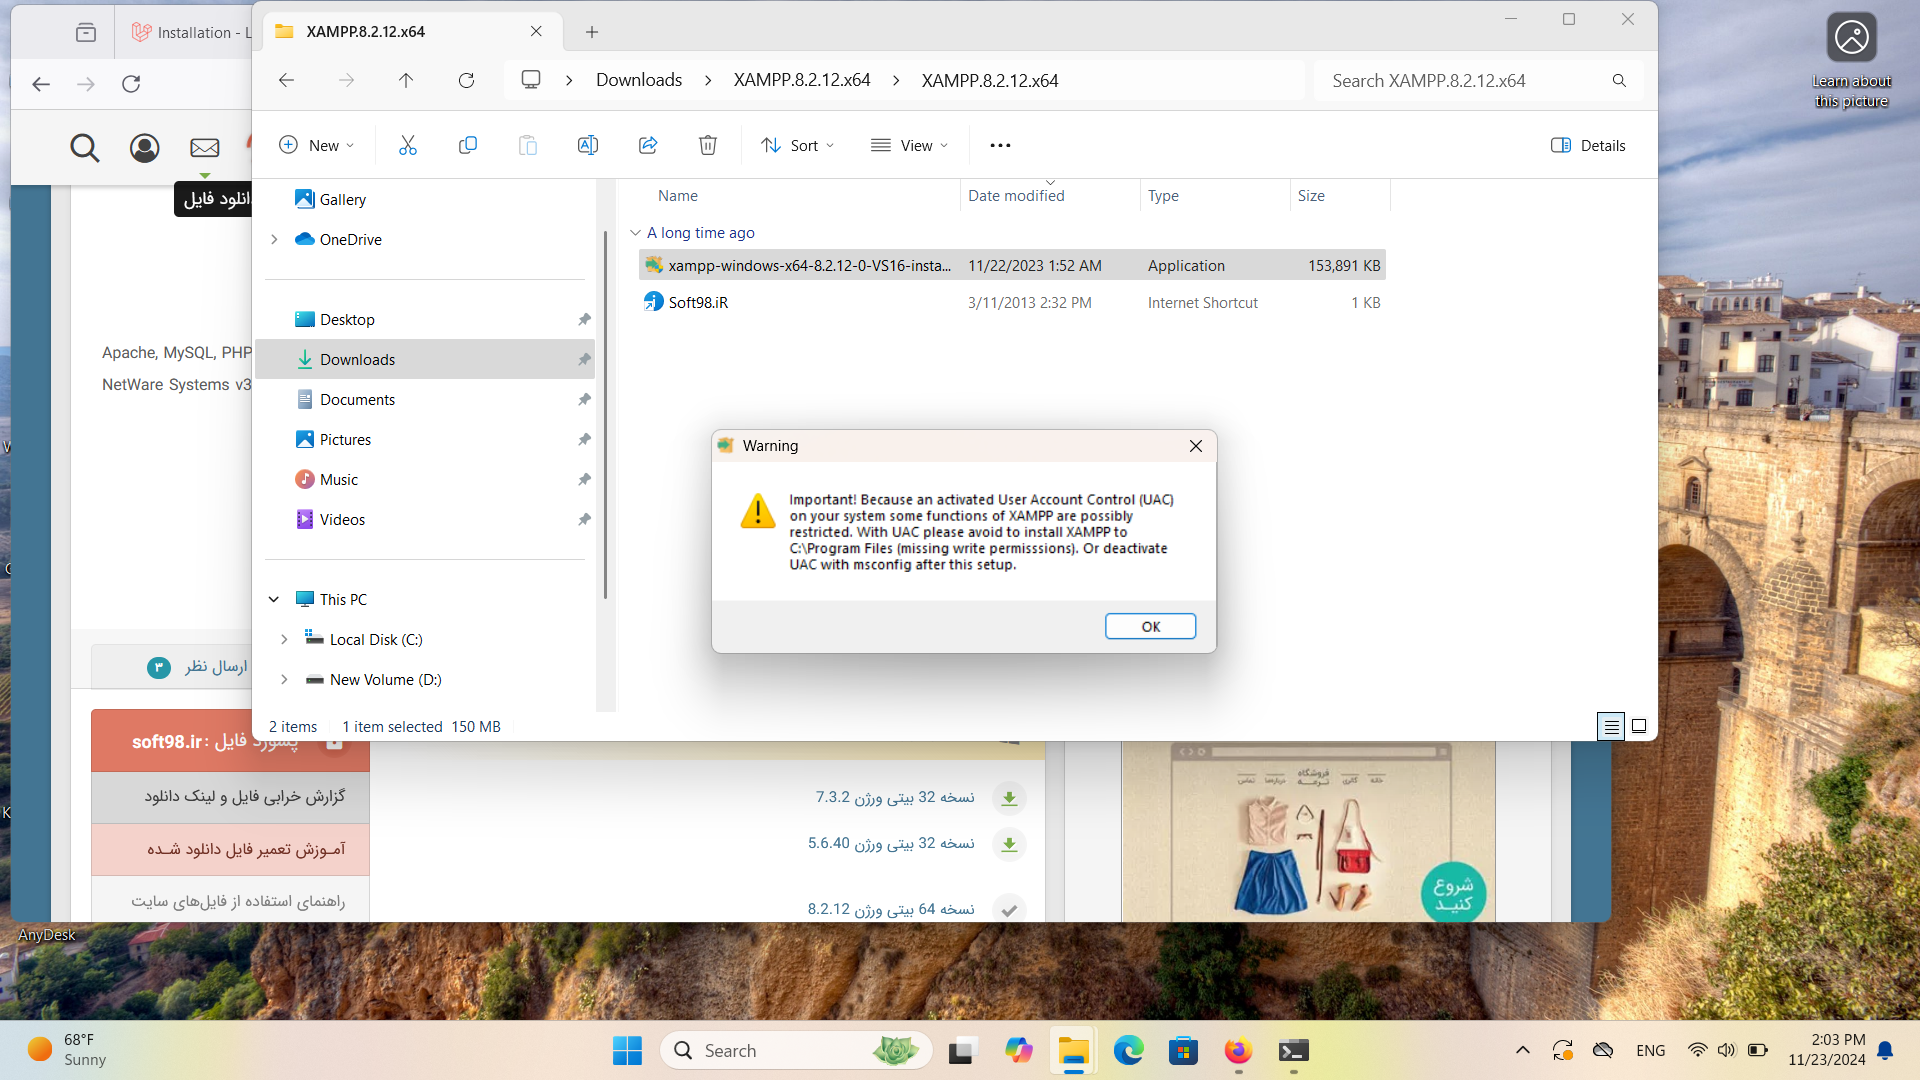 Installation - L
XAMPP.8.2.12.x64
Learn about
this picture
Downloads
XAMPP.8.2.12.x64
XAMPP.8.2.12.x64
Search XAMPP.8.2.12.x64
New
Sort
View
Details
دانلود فایل
Gallery
OneDrive
Desktop
Downloads
Documents
Pictures
Music
Videos
This PC
Local Disk (C:)
New Volume (D:)
Name
Date modified
Type
Size
A long time ago
xampp-windows-x64-8.2.12-0-VS16-insta...
11/22/2023 1:52 AM
Application
153,891 KB
Soft98.iR
3/11/2013 2:32 PM
Internet Shortcut
1 KB
Apache, MySQL, PHP
NetWare Systems v3
Warning
Important! Because an activated User Account Control (UAC)
on your system some functions of XAMPP are possibly
restricted. With UAC please avoid to install XAMPP to
C:\Program Files (missing write permisssions). Or deactivate
UAC with msconfig after this setup.
OK
2 items
1 item selected 150 MB
ارسال نظر ۳
پسورد فایل : soft98.ir
گزارش خرابی فایل و لینک دانلود
آمـوزش تعمیر فایل دانلود شـده
راهنمای استفاده از فایل‌های سایت
نسخه 32 بیتی ورژن 7.3.2
نسخه 32 بیتی ورژن 5.6.40
نسخه 64 بیتی ورژن 8.2.12
خانه
گالری
فروشگاه
ترمه
درباره‌ما
تماس
شروع
کنید
AnyDesk
68°F
Sunny
Search
ENG
2:03 PM
11/23/2024